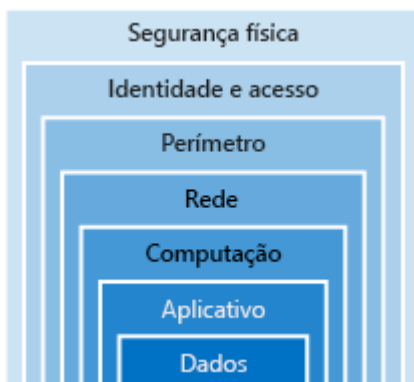 Segurança física
Identidade e acesso
Perímetro
Rede
Computação
Aplicativo
Dados